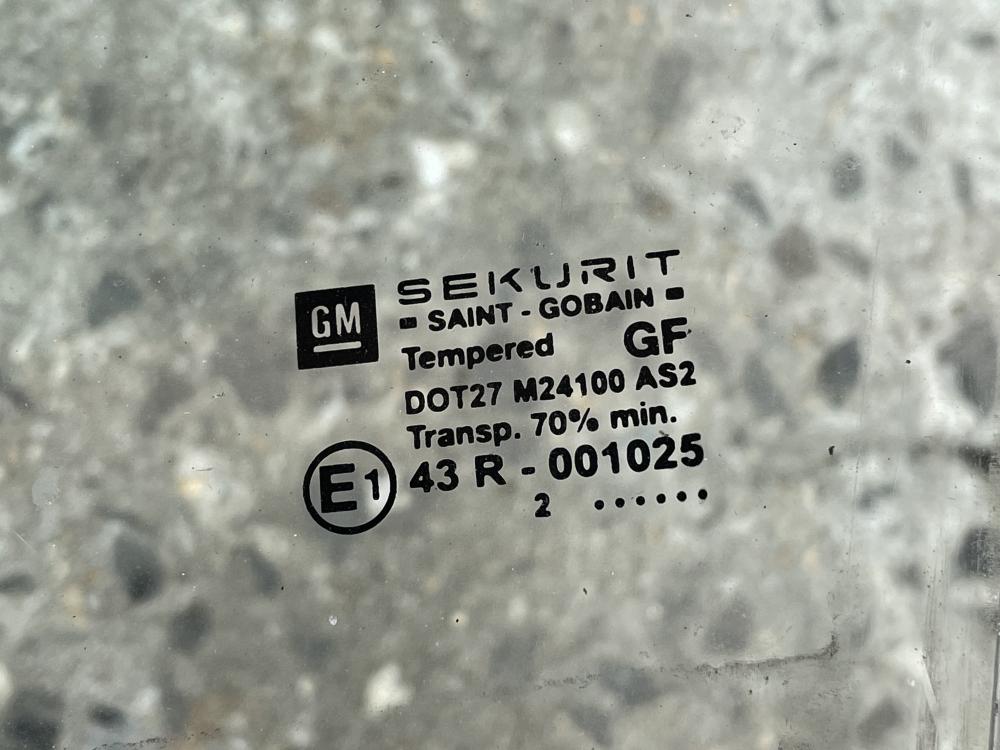 GM
SEKURIT
SAINT - GOBAIN
Tempered GF
DOT27 M24100 AS2
Transp. 70% min.
E1 43 R - 001025
2 ......